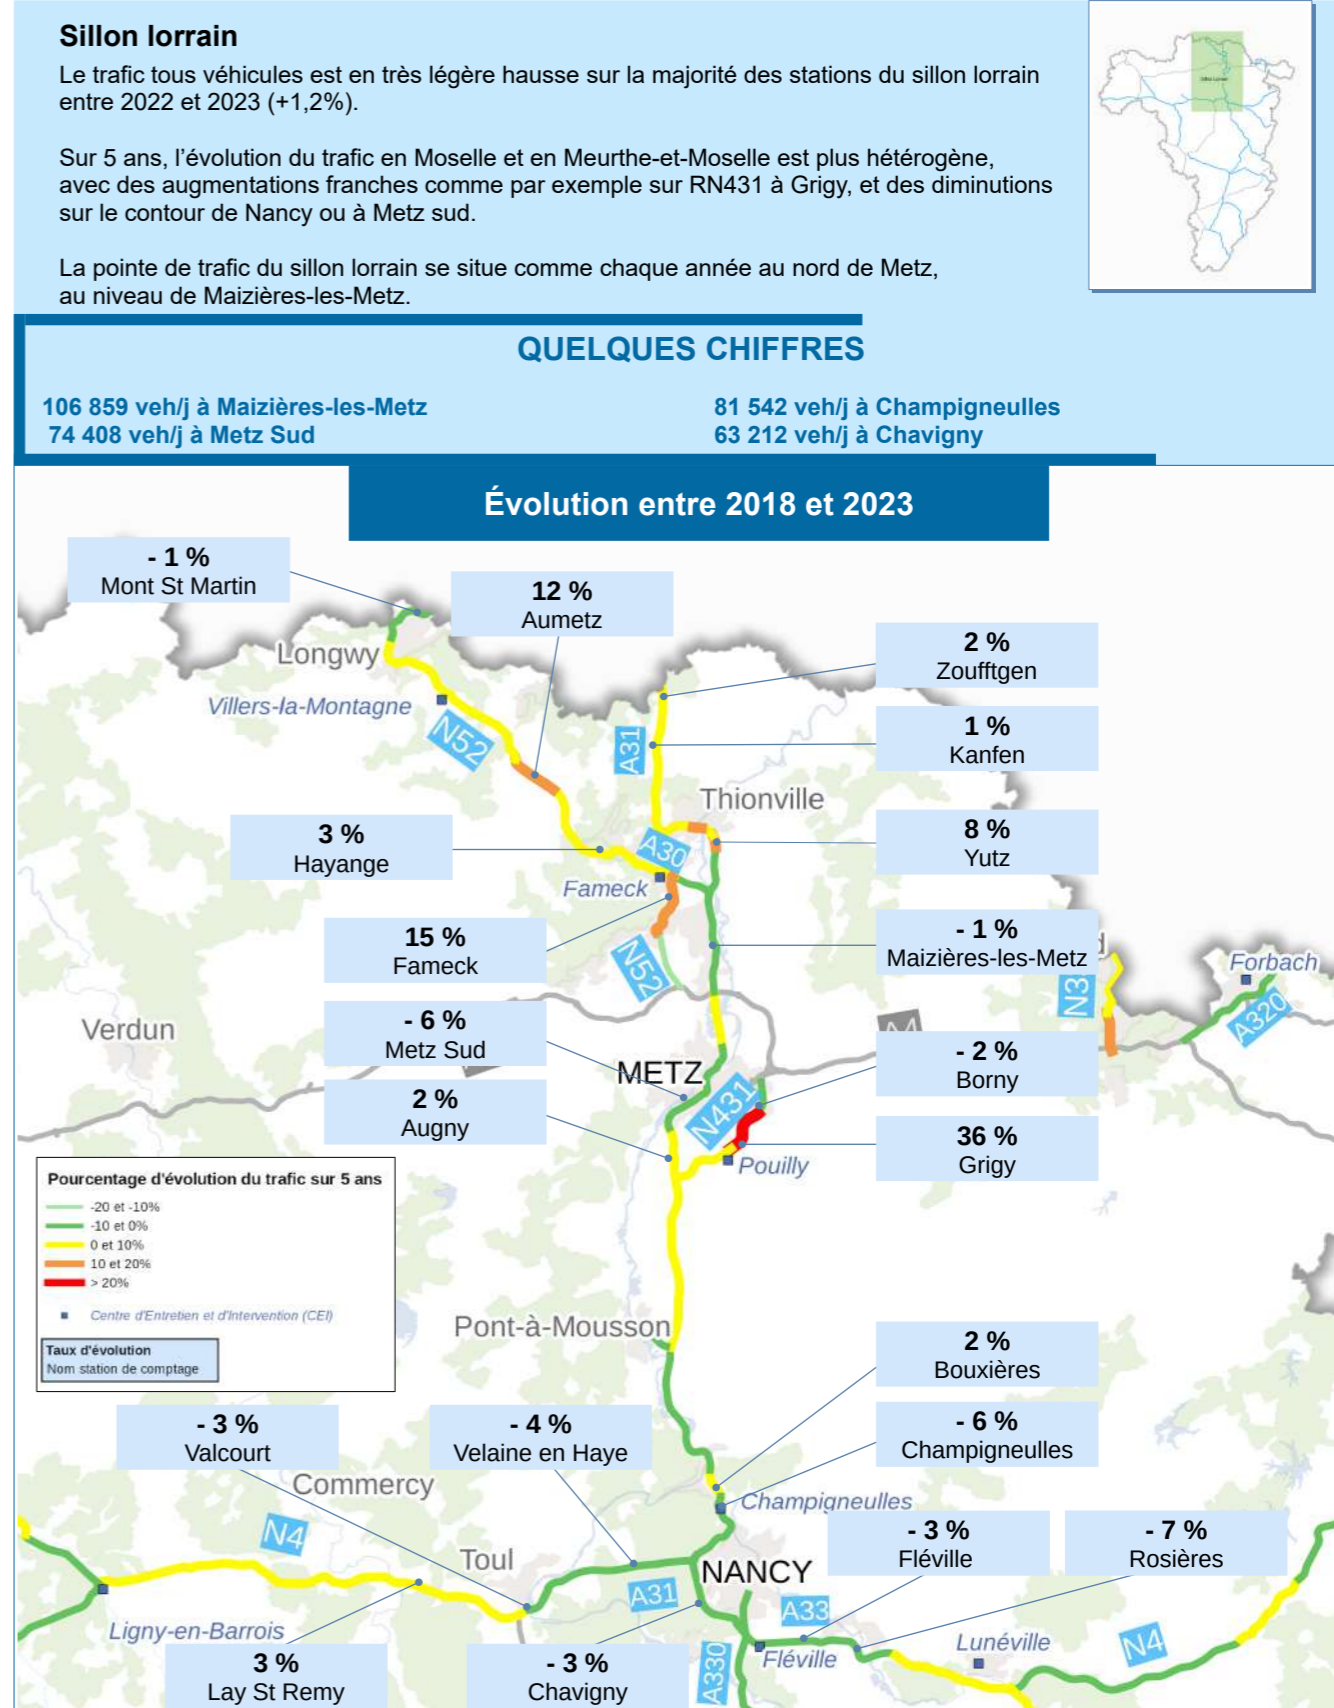 Sillon lorrain
Le trafic tous véhicules est en très légère hausse sur la majorité des stations du sillon lorrain
entre 2022 et 2023 (+1,2%).
Sur 5 ans, l'évolution du trafic en Moselle et en Meurthe-et-Moselle est plus hétérogène,
avec des augmentations franches comme par exemple sur RN431 à Grigy, et des diminutions
sur le contour de Nancy ou à Metz sud.
La pointe de trafic du sillon lorrain se situe comme chaque année au nord de Metz,
au niveau de Maizières-les-Metz.
QUELQUES CHIFFRES
106 859 veh/j à Maizières-les-Metz
74 408 veh/j à Metz Sud
81 542 veh/j à Champigneulles
63 212 veh/j à Chavigny
Évolution entre 2018 et 2023
- 1 %
Mont St Martin
12 %
Aumetz
Longwy
2 %
Zoufftgen
Villers-la-Montagne
N52
A31
1 %
Kanfen
Thionville
3 %
Hayange
A30
8 %
Yutz
Fameck
15 %
Fameck
N52
- 1 %
Maizières-les-Metz
N3
Forbach
A320
Verdun
- 6 %
Metz Sud
METZ
A4
- 2 %
Borny
2 %
Augny
N431
36 %
Grigy
Pouilly
Pourcentage d'évolution du trafic sur 5 ans
-20 et -10%
-10 et 0%
0 et 10%
10 et 20%
> 20%
Centre d'Entretien et d'Intervention (CEI)
Taux d'évolution
Nom station de comptage
Pont-à-Mousson
2 %
Bouxières
- 3 %
Valcourt
- 4 %
Velaine en Haye
- 6 %
Champigneulles
Commercy
Champigneulles
N4
Toul
NANCY
- 3 %
Fléville
- 7 %
Rosières
A31
A33
Ligny-en-Barrois
Fléville
Lunéville
N4
A330
3 %
Lay St Remy
- 3 %
Chavigny